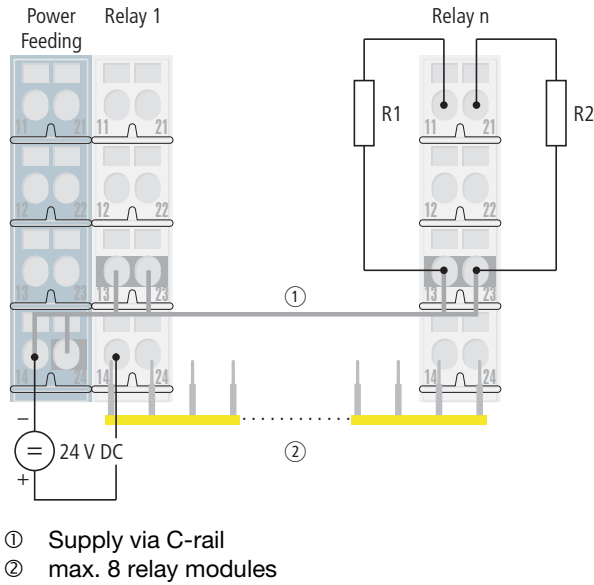 Power Feeding
Relay 1
Relay n
11 21 11 21 11 21
R1
R2
12 22 12 22 12 22
13 23 13 23 13 23
①
14 24 14 24 14 24
−
= 24 V DC
+
②
① Supply via C-rail
② max. 8 relay modules